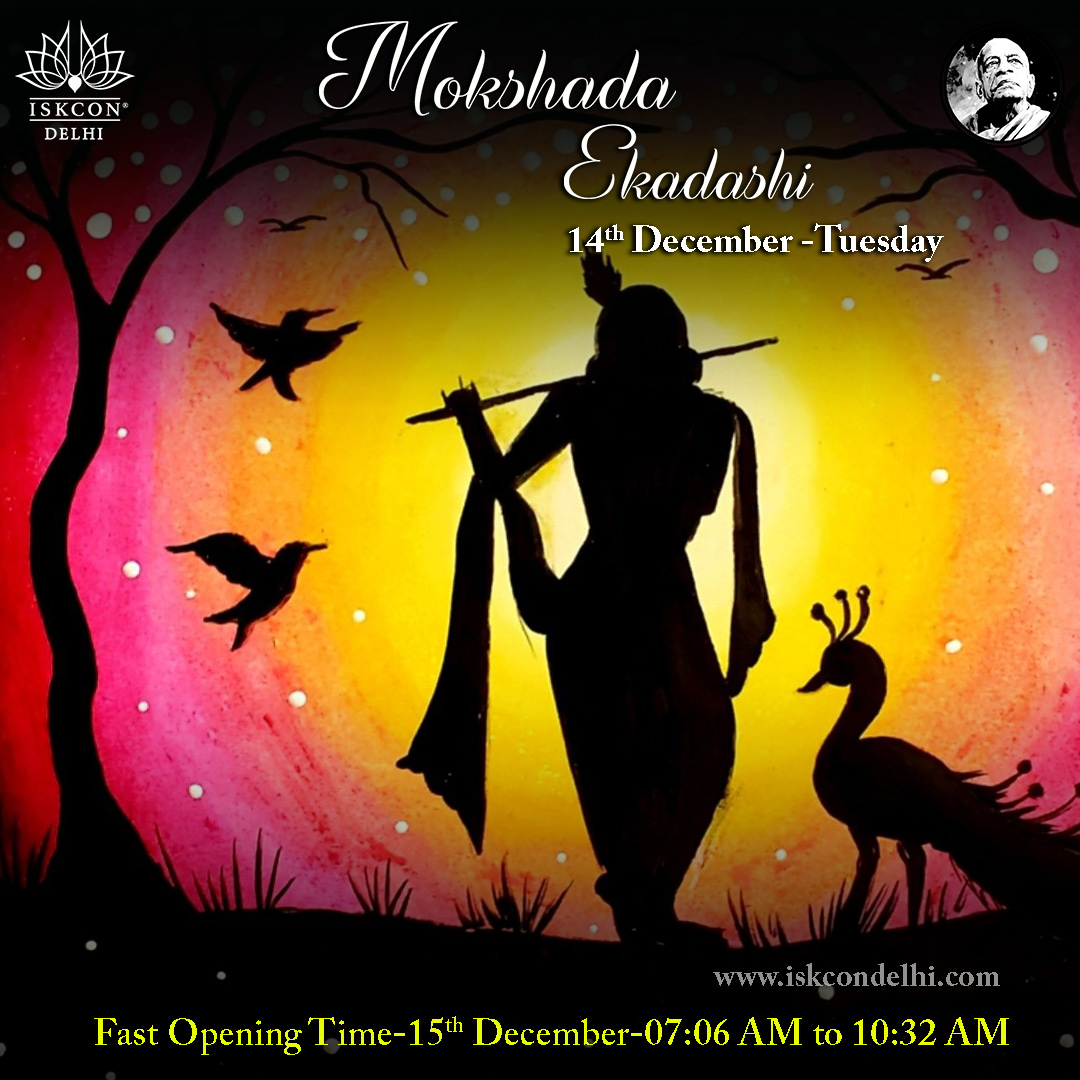 ISKCON®
DELHI
Mokshada
Ekadashi
14th December -Tuesday
www.iskcondelhi.com
Fast Opening Time-15th December-07:06 AM to 10:32 AM